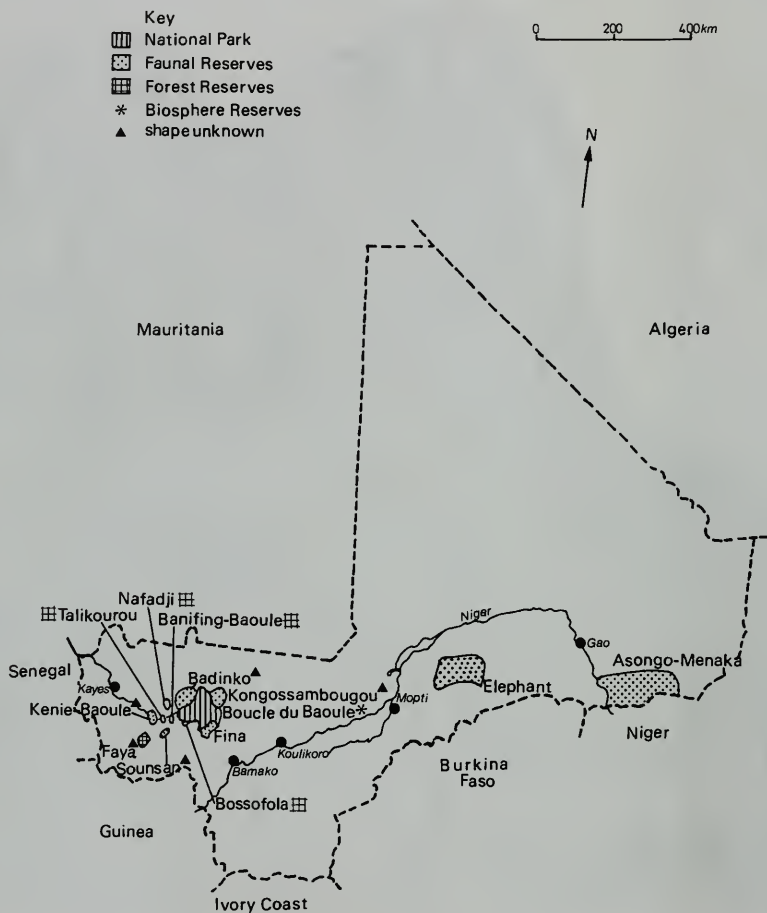 Key
National Park
Faunal Reserves
Forest Reserves
* Biosphere Reserves
shape unknown
0 200 400km
N
Mauritania
Algeria
Nafadji
Talikourou
Banifing-Baoule
Niger
Senegal
Kayes
Badinko
Gao
Asongo-Menaka
Kongossambougou
Elephant
Kenie-Baoule
Boucle du Baoule*
Mopti
Fina
Niger
Faya
Koulikoro
Sounsan
Bamako
Burkina
Faso
Bossofola
Guinea
Ivory Coast